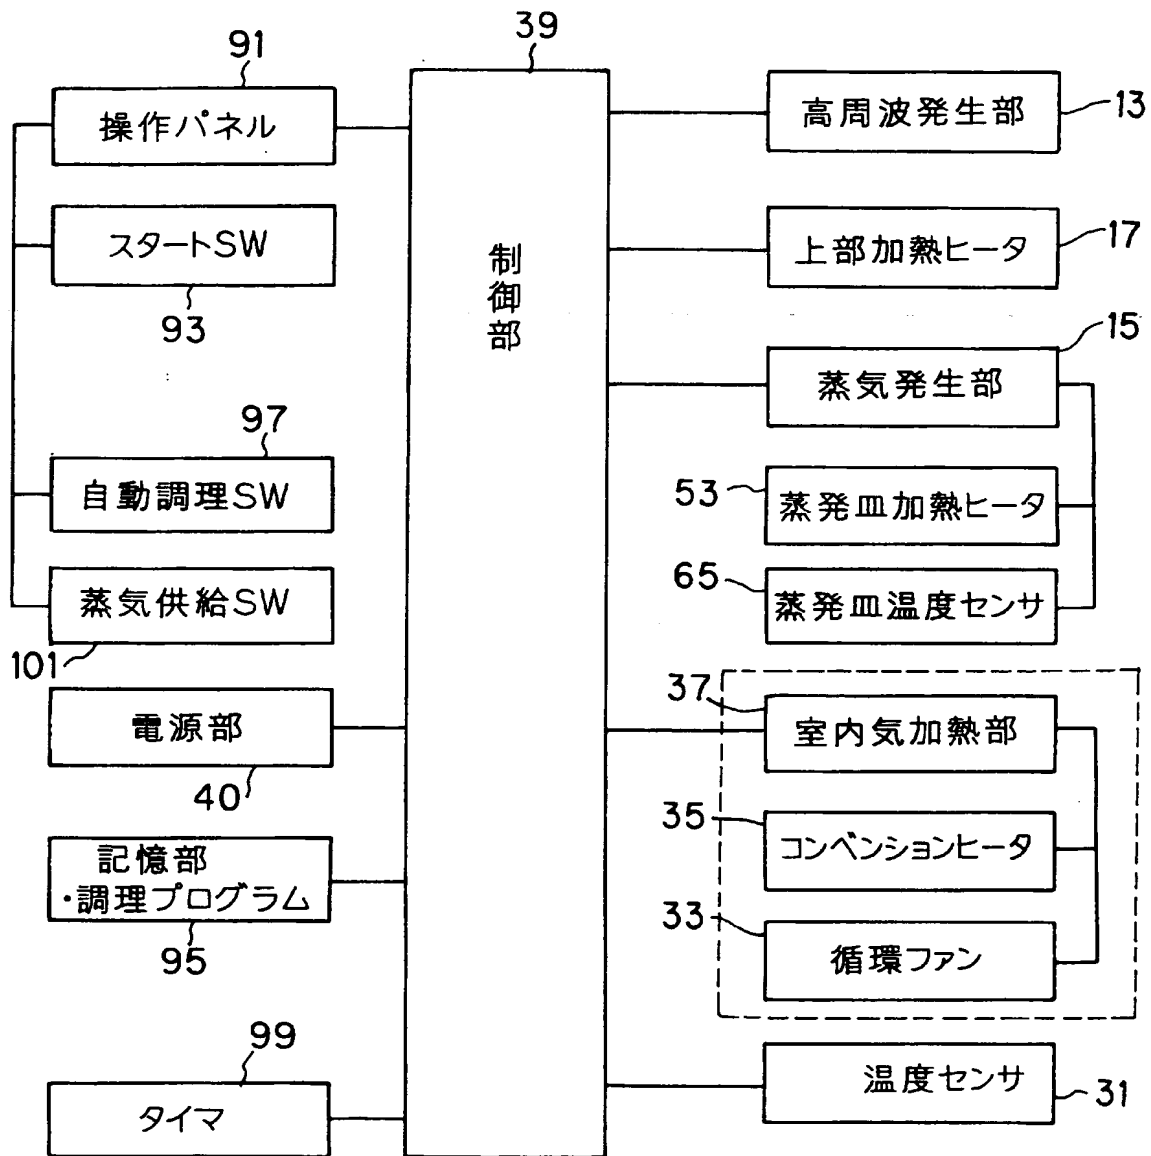 39
91
操作パネル
スタートSW
93
97
自動調理SW
蒸気供給SW
101
電源部
40
記憶部
・調理プログラム
95
99
タイマ
制御部
高周波発生部
13
上部加熱ヒータ
17
15
蒸気発生部
53
蒸発皿加熱ヒータ
65
蒸発皿温度センサ
37
室内気加熱部
35
コンベンションヒータ
33
循環ファン
温度センサ
31